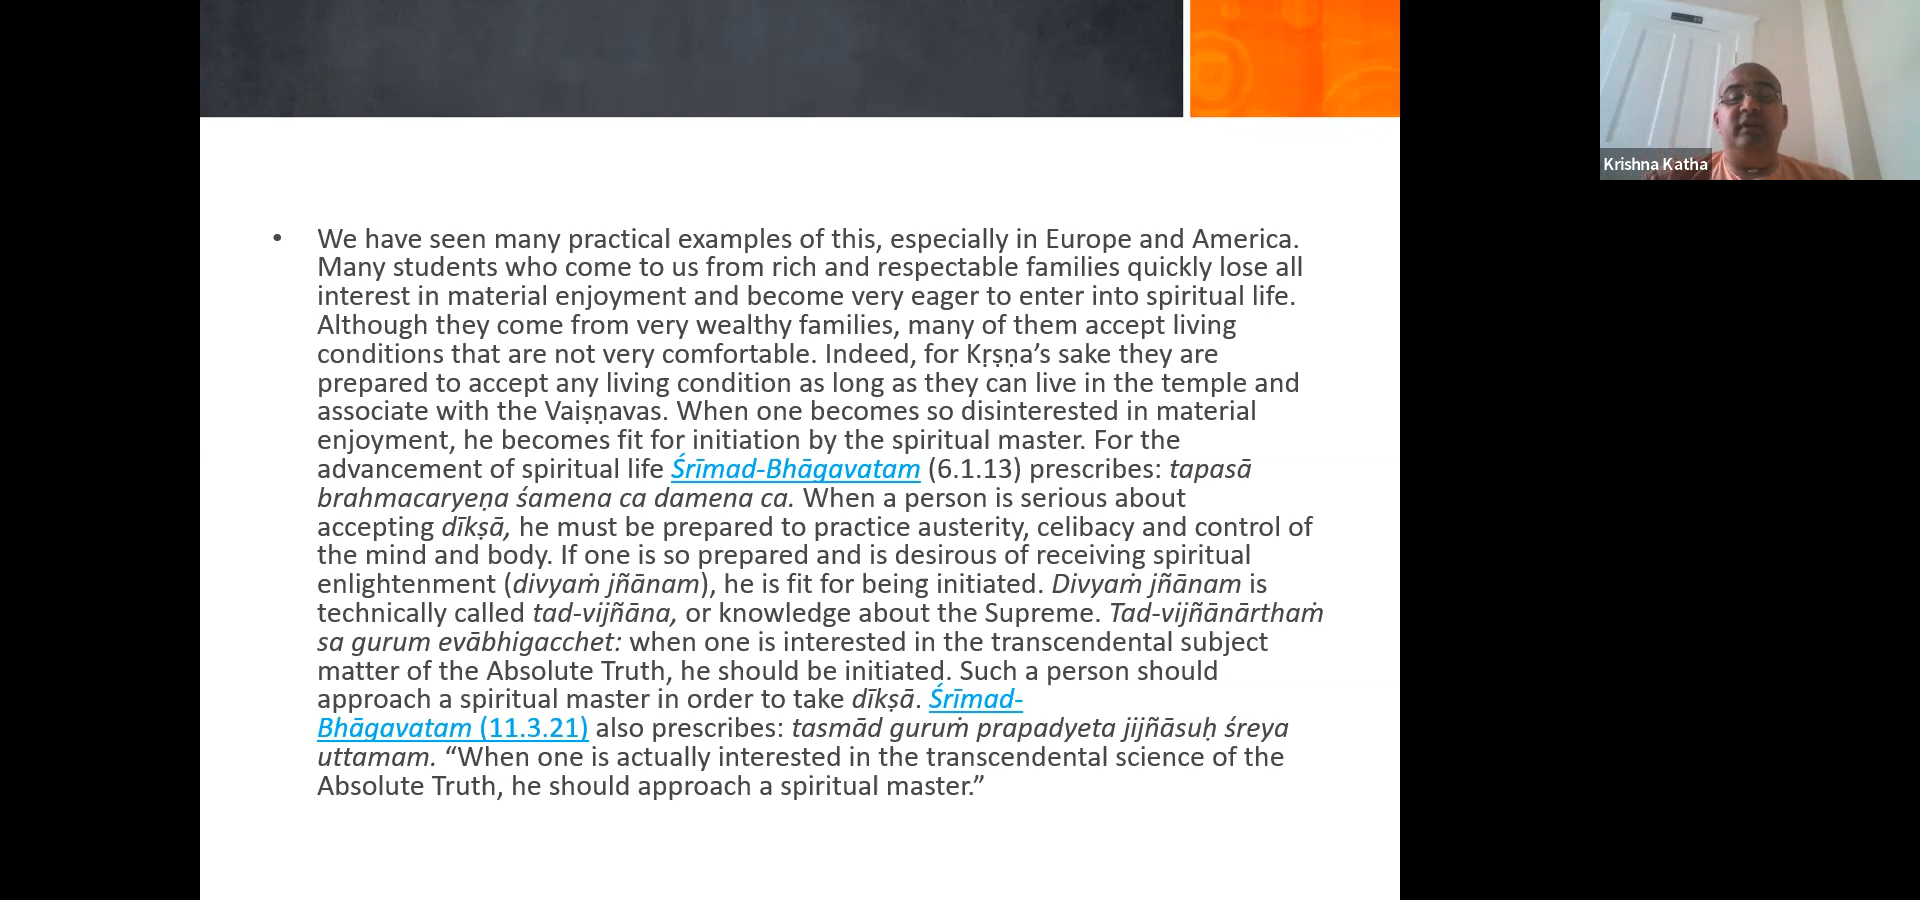 • We have seen many practical examples of this, especially in Europe and America.
Many students who come to us from rich and respectable families quickly lose all
interest in material enjoyment and become very eager to enter into spiritual life.
Although they come from very wealthy families, many of them accept living
conditions that are not very comfortable. Indeed, for Kṛṣṇa’s sake they are
prepared to accept any living condition as long as they can live in the temple and
associate with the Vaiṣṇavas. When one becomes so disinterested in material
enjoyment, he becomes fit for initiation by the spiritual master. For the
advancement of spiritual life Śrīmad-Bhāgavatam (6.1.13) prescribes: tapasā
brahmacaryeṇa śamena ca damena ca. When a person is serious about
accepting dīkṣā, he must be prepared to practice austerity, celibacy and control of
the mind and body. If one is so prepared and is desirous of receiving spiritual
enlightenment (divyaṁ jñānam), he is fit for being initiated. Divyaṁ jñānam is
technically called tad-vijñāna, or knowledge about the Supreme. Tad-vijñānārthaṁ
sa gurum evābhigacchet: when one is interested in the transcendental subject
matter of the Absolute Truth, he should be initiated. Such a person should
approach a spiritual master in order to take dīkṣā. Śrīmad-
Bhāgavatam (11.3.21) also prescribes: tasmād guruṁ prapadyeta jijñāsuḥ śreya
uttamam. “When one is actually interested in the transcendental science of the
Absolute Truth, he should approach a spiritual master.”
Krishna Katha